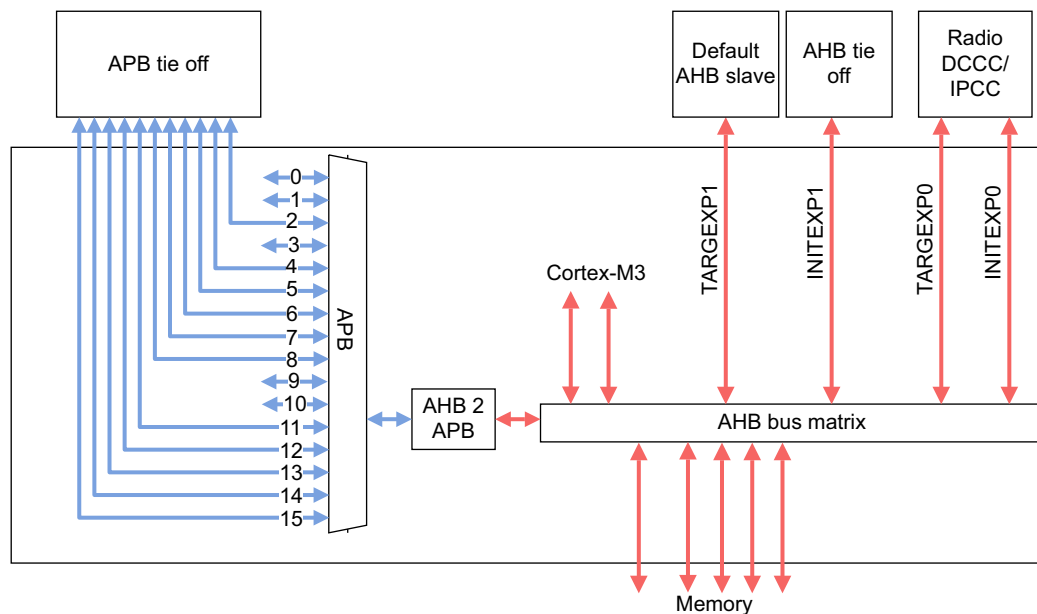 APB tie off
Default
AHB slave
AHB tie
off
Radio
DCCC/
IPCC
0
1
2
3
4
5
6
7
8
9
10
11
12
13
14
15
APB
AHB 2
APB
Cortex-M3
TARGEXP1
INITEXP1
TARGEXP0
INITEXP0
AHB bus matrix
Memory